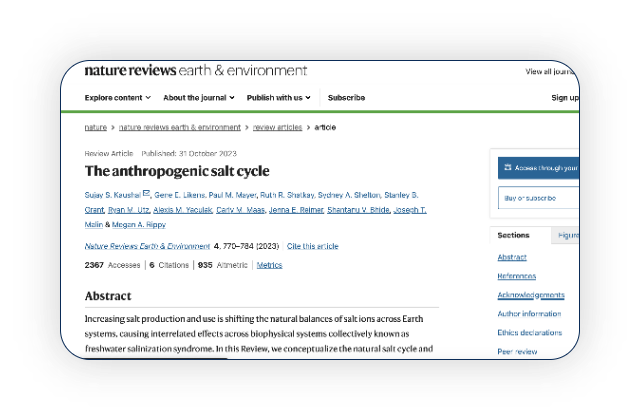 nature reviews earth & environment
View all journa
Explore content About the journal Publish with us Subscribe
Sign up
nature > nature reviews earth & environment > review articles > article
Review Article Published: 31 October 2023
The anthropogenic salt cycle
Access through your
Buy or subscribe
Sujay S. Kaushal, Gene E. Likens, Paul M. Mayer, Ruth R. Shatkay, Sydney A. Shelton, Stanley B.
Grant, Ryan M. Utz, Alexis M. Yaculak, Carly M. Maas, Jenna E. Reimer, Shantanu V. Bhide, Joseph T.
Malin & Megan A. Rippy
Nature Reviews Earth & Environment 4, 770–784 (2023) Cite this article
2367 Accesses | 6 Citations | 935 Altmetric | Metrics
Abstract
Increasing salt production and use is shifting the natural balances of salt ions across Earth
systems, causing interrelated effects across biophysical systems collectively known as
freshwater salinization syndrome. In this Review, we conceptualize the natural salt cycle and
Sections Figure
Abstract
References
Acknowledgements
Author information
Ethics declarations
Peer review